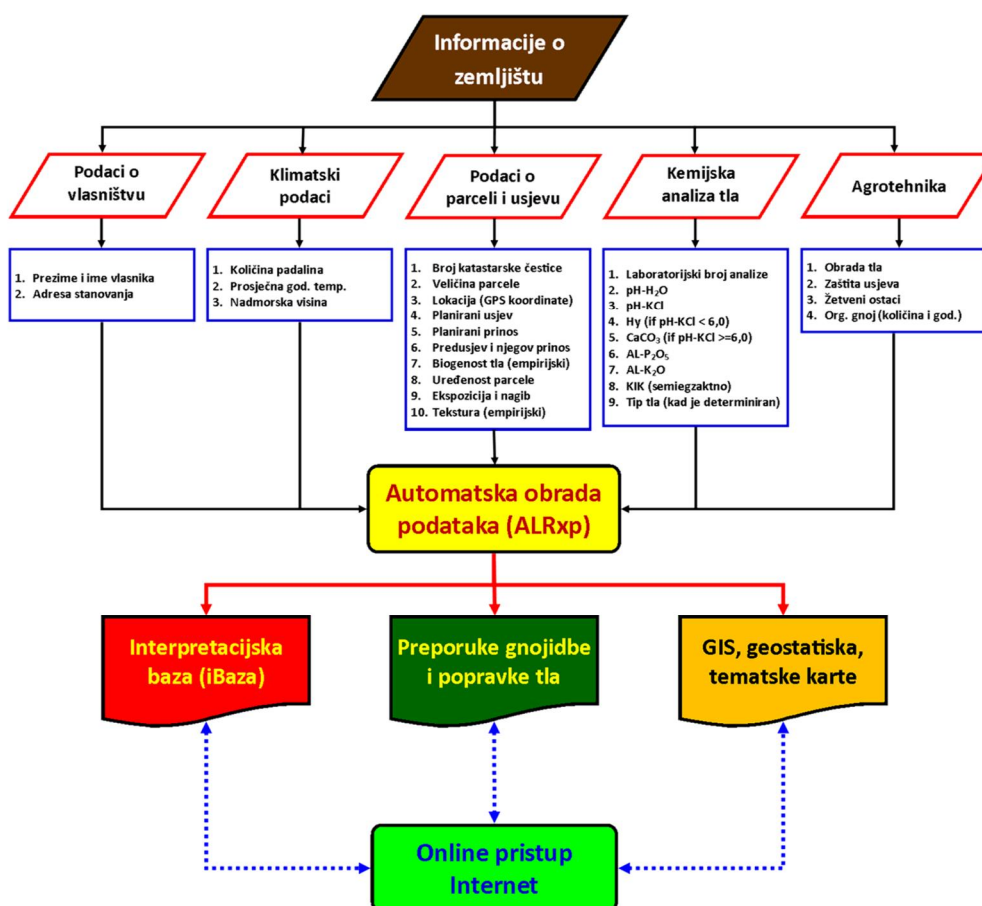 Informacije o
zemljištu
Podaci o
vlasništvu
Klimatski
podaci
Podaci o
parceli i usjevu
Kemijska
analiza tla
Agrotehnika
1. Prezime i ime vlasnika
2. Adresa stanovanja
1. Količina padalina
2. Prosječna god. temp.
3. Nadmorska visina
1. Broj katastarske čestice
2. Veličina parcele
3. Lokacija (GPS koordinate)
4. Planirani usjev
5. Planirani prinos
6. Predusjev i njegov prinos
7. Biogenost tla (empirijski)
8. Uređenost parcele
9. Ekspozicija i nagib
10. Tekstura (empirijski)
1. Laboratorijski broj analize
2. pH-H₂O
3. pH-KCl
4. Hy (if pH-KCl < 6,0)
5. CaCO₃ (if pH-KCl >=6,0)
6. AL-P₂O₅
7. AL-K₂O
8. KIK (semiegzaktno)
9. Tip tla (kad je determiniran)
1. Obrada tla
2. Zaštita usjeva
3. Žetveni ostaci
4. Org. gnoj (količina i god.)
Automatska obrada
podataka (ALRxp)
Interpretacijska
baza (iBaza)
Preporuke gnojidbe
i popravke tla
GIS, geostatiska,
tematske karte
Online pristup
Internet